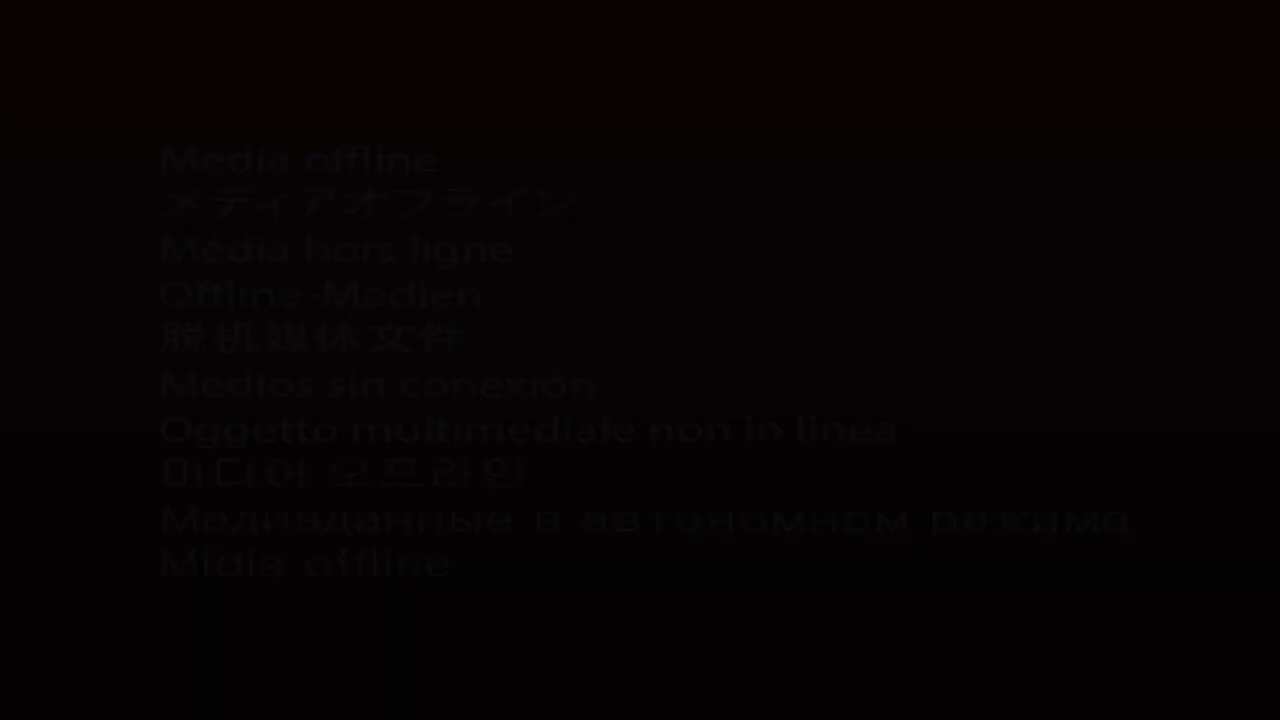 Media offline
メディアオフライン
Média hors ligne
Offline-Medien
脱机媒体文件
Medios sin conexión
Oggetto multimediale non in linea
미디어 오프라인
Медиаданные в автономном режиме
Mídia offline